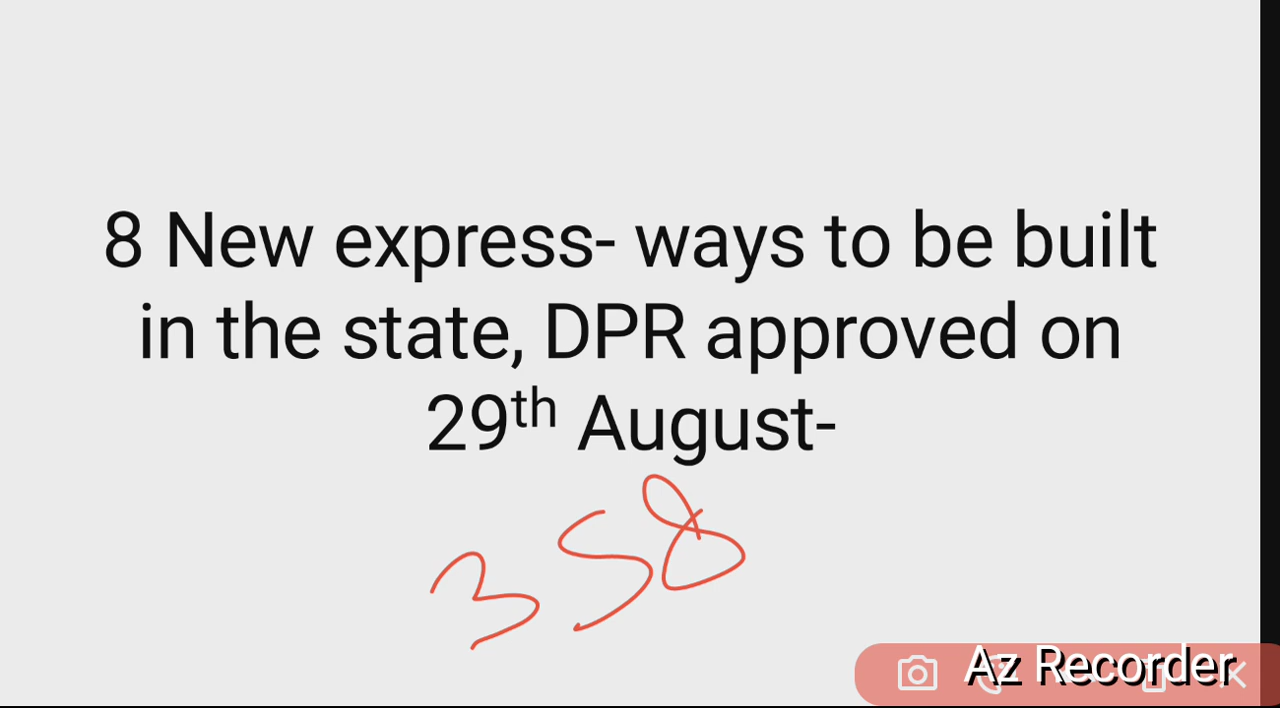 8 New express- ways to be built
in the state, DPR approved on
29th August-
358
Az Recorder